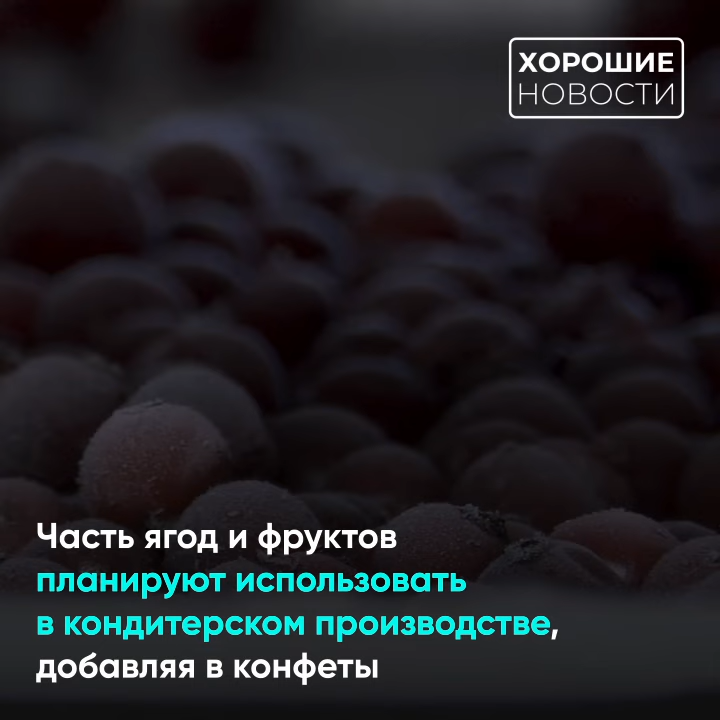 ХОРОШИЕ
НОВОСТИ
Часть ягод и фруктов
планируют использовать
в кондитерском производстве,
добавляя в конфеты